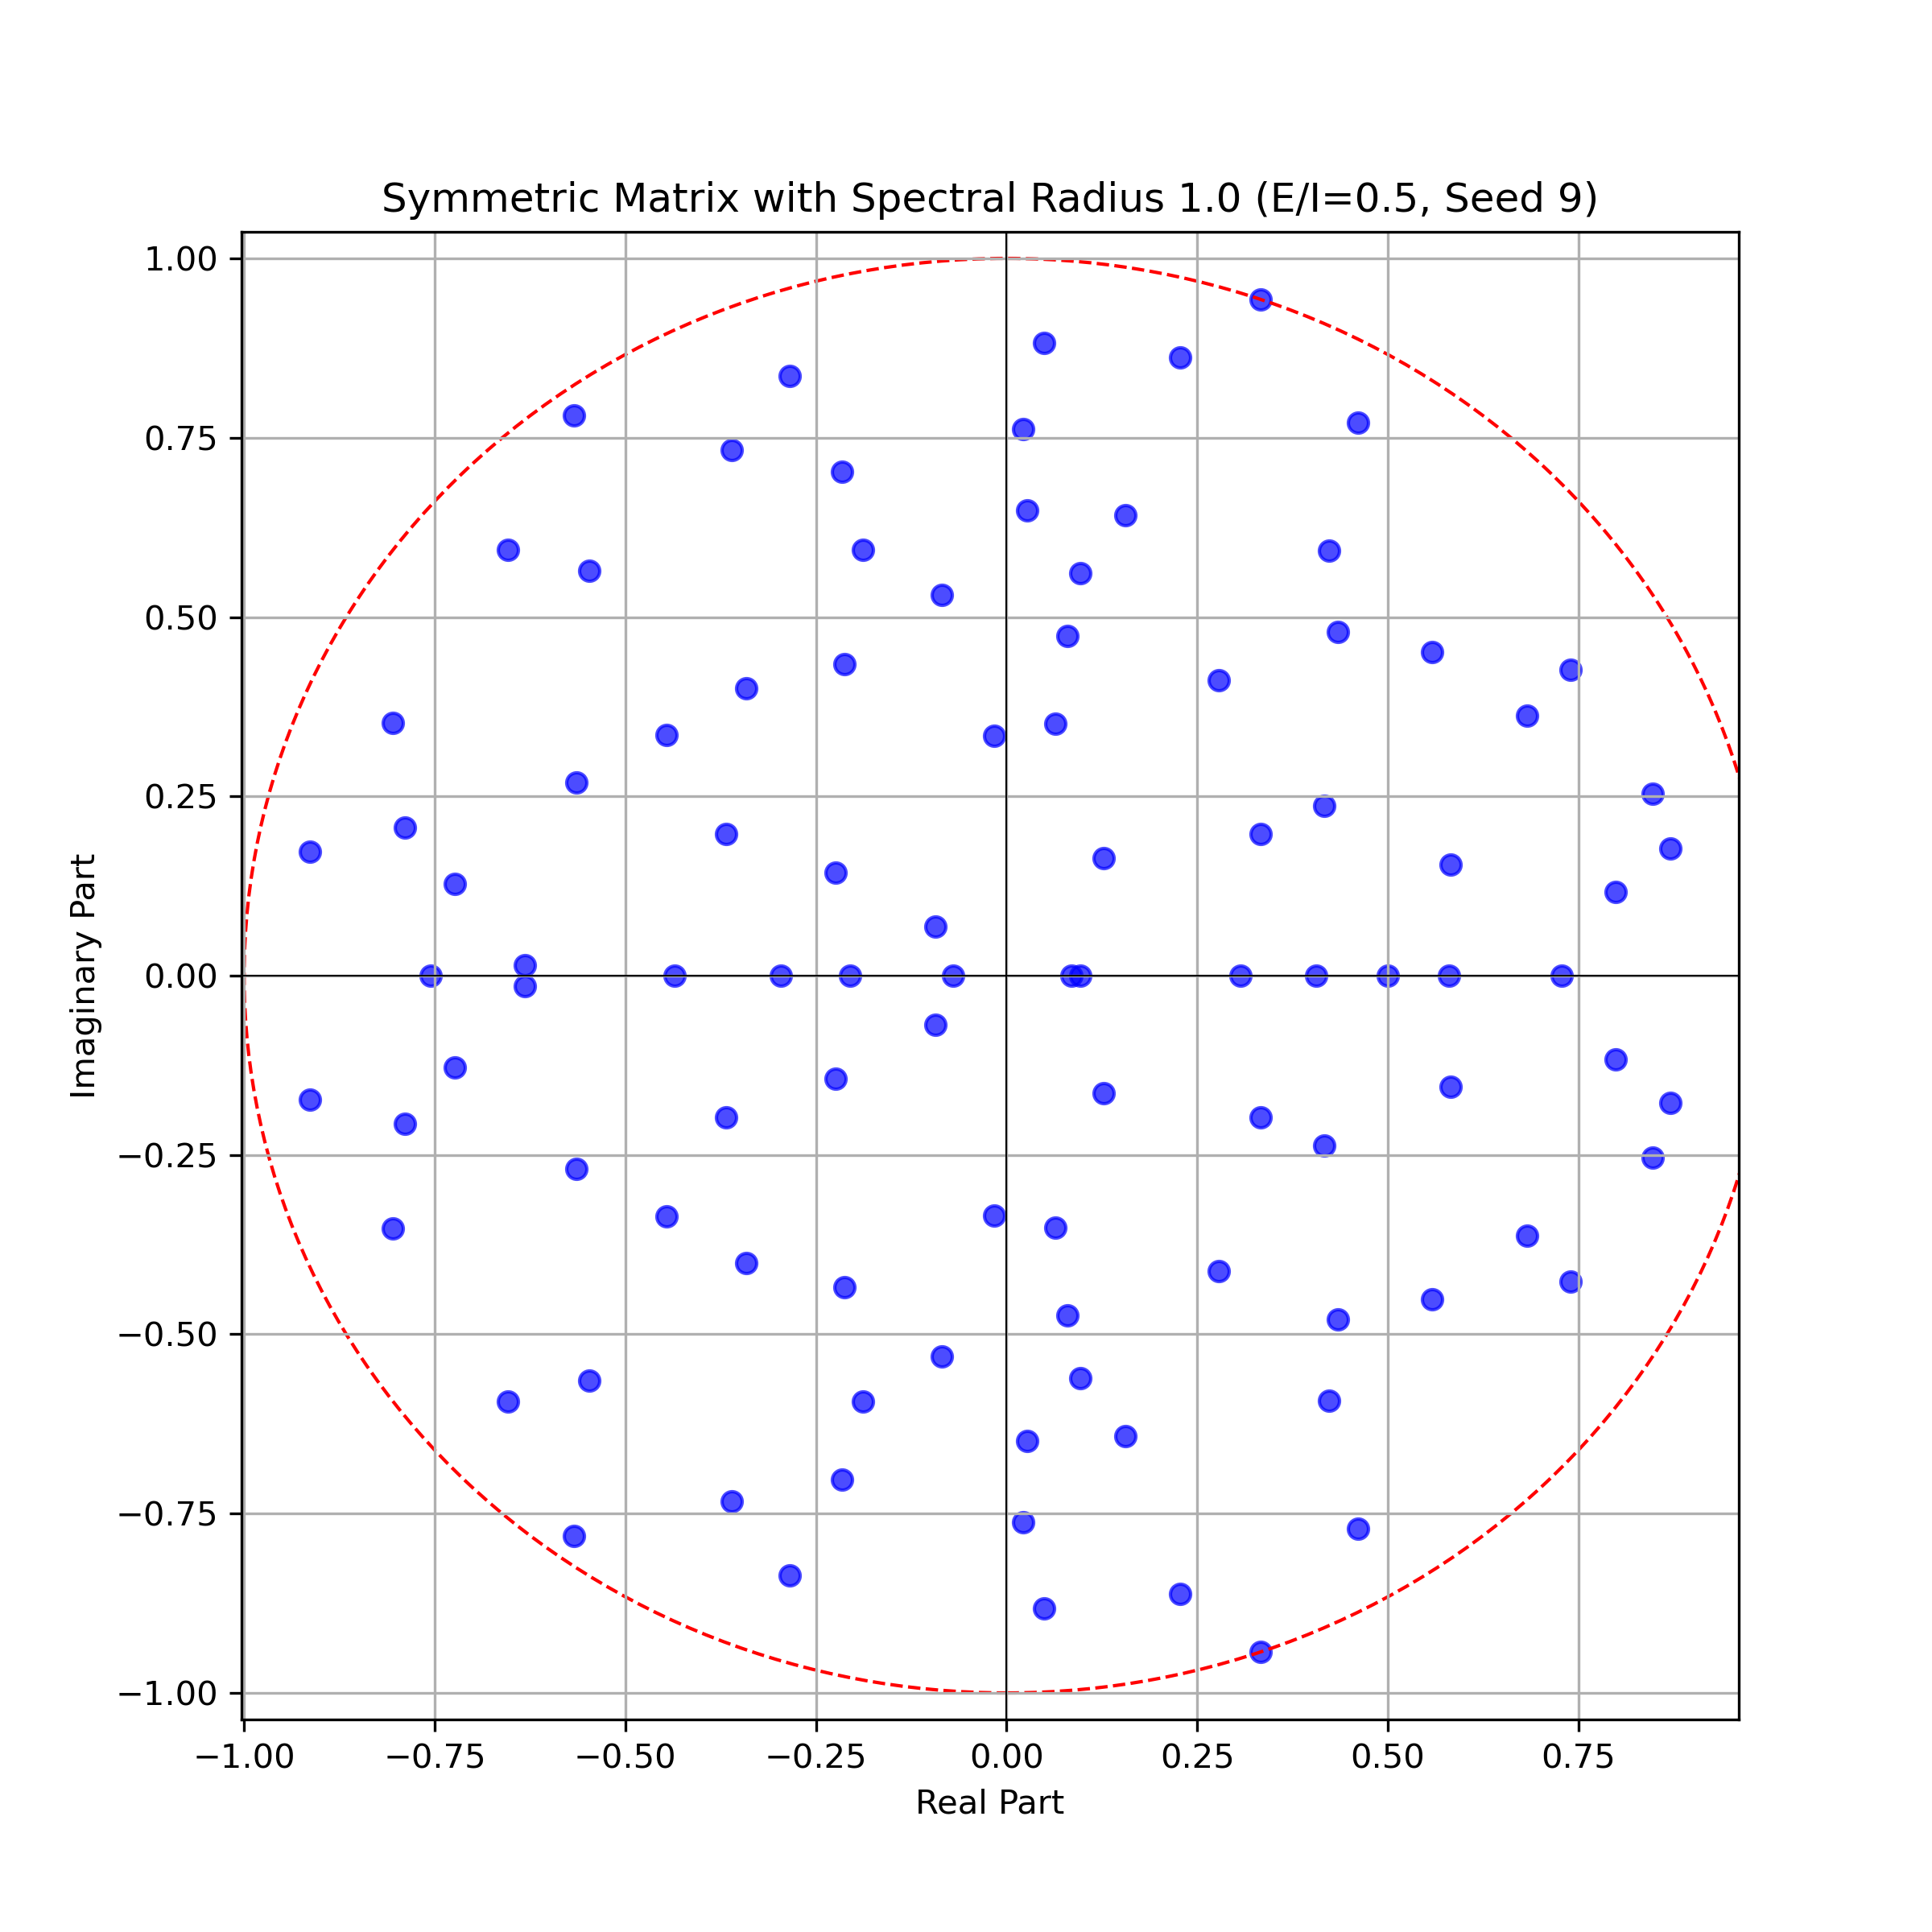 Symmetric Matrix with Spectral Radius 1.0 (E/I=0.5, Seed 9)
1.00
0.75
0.50
0.25
0.00
−0.25
−0.50
−0.75
−1.00
Imaginary Part
−1.00 −0.75 −0.50 −0.25 0.00 0.25 0.50 0.75
Real Part